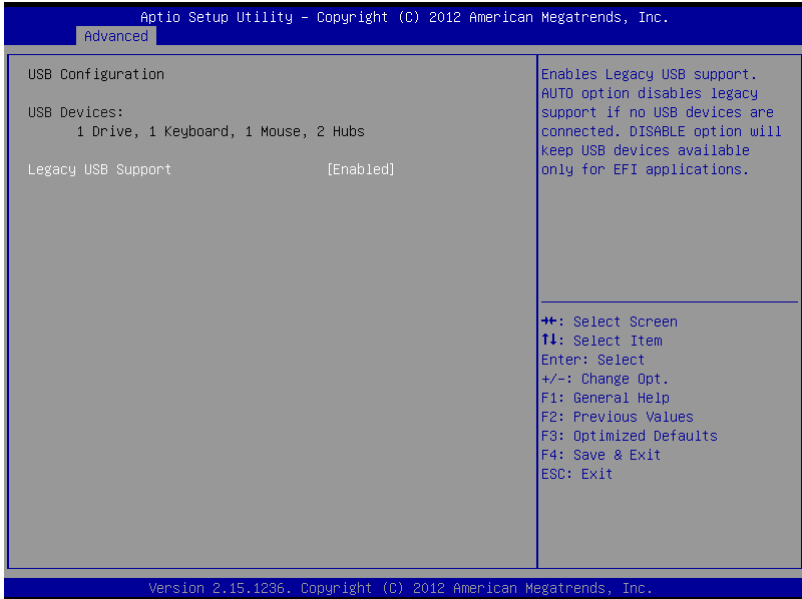 Aptio Setup Utility – Copyright (C) 2012 American Megatrends, Inc.
Advanced
USB Configuration
USB Devices:
1 Drive, 1 Keyboard, 1 Mouse, 2 Hubs
Legacy USB Support [Enabled]
Enables Legacy USB support.
AUTO option disables legacy
support if no USB devices are
connected. DISABLE option will
keep USB devices available
only for EFI applications.
→←: Select Screen
↑↓: Select Item
Enter: Select
+/-: Change Opt.
F1: General Help
F2: Previous Values
F3: Optimized Defaults
F4: Save & Exit
ESC: Exit
Version 2.15.1236. Copyright (C) 2012 American Megatrends, Inc.